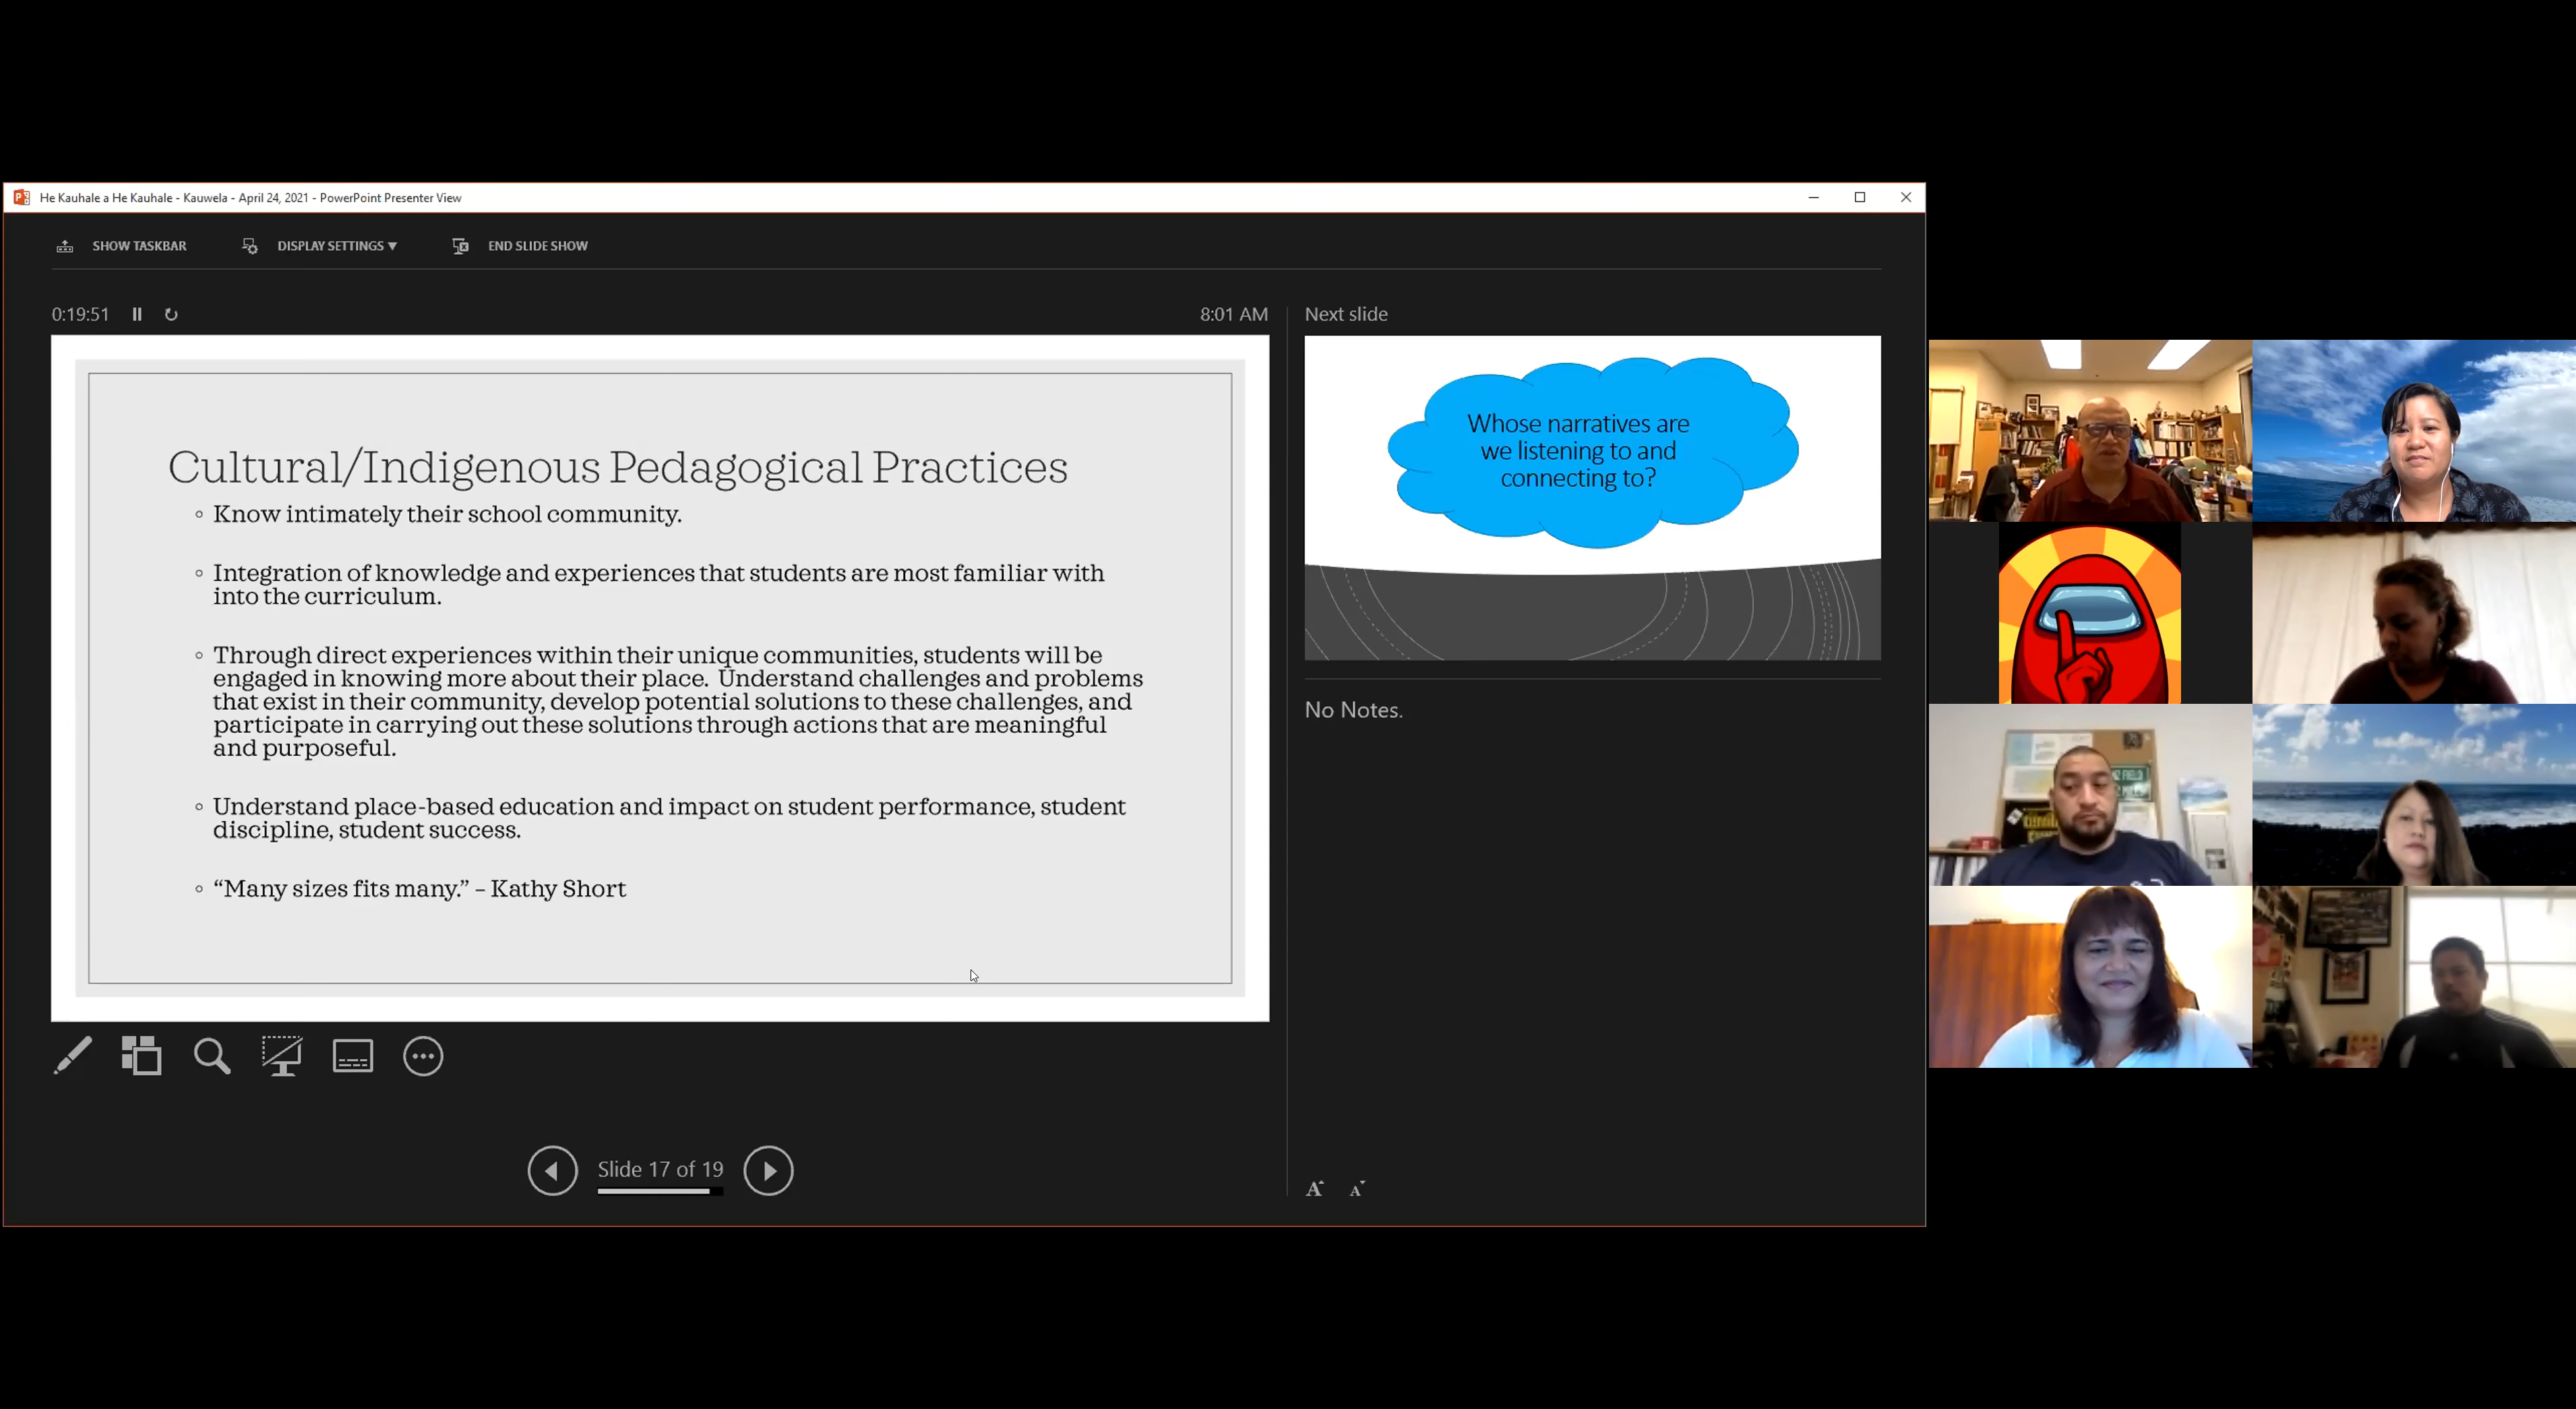 He Kauhale a He Kauhale - Kauwela - April 24, 2021 - PowerPoint Presenter View
SHOW TASKBAR
DISPLAY SETTINGS ▼
END SLIDE SHOW
0:19:51
8:01 AM
Cultural/Indigenous Pedagogical Practices
◦ Know intimately their school community.
◦ Integration of knowledge and experiences that students are most familiar with
into the curriculum.
◦ Through direct experiences within their unique communities, students will be
engaged in knowing more about their place.  Understand challenges and problems
that exist in their community, develop potential solutions to these challenges, and
participate in carrying out these solutions through actions that are meaningful
and purposeful.
◦ Understand place-based education and impact on student performance, student
discipline, student success.
◦ “Many sizes fits many.” – Kathy Short
Slide 17 of 19
Next slide
Whose narratives are
we listening to and
connecting to?
No Notes.
A
A
FIELD